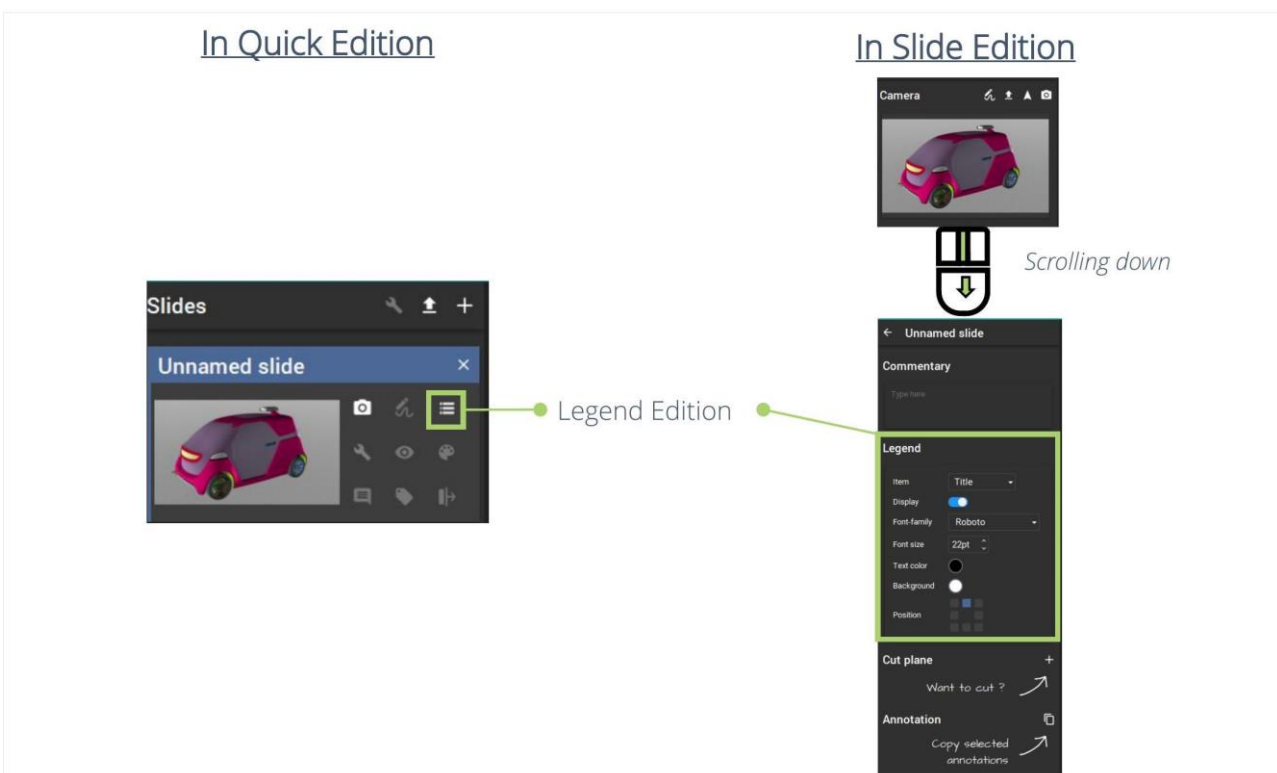 In Quick Edition
In Slide Edition
Camera
Scrolling down
Slides
Unnamed slide
Legend Edition
Unnamed slide
Commentary
Type here
Legend
Item Title
Display
Font-family Roboto
Font size 22pt
Text color
Background
Position
Cut plane
Want to cut ?
Annotation
Copy selected
annotations